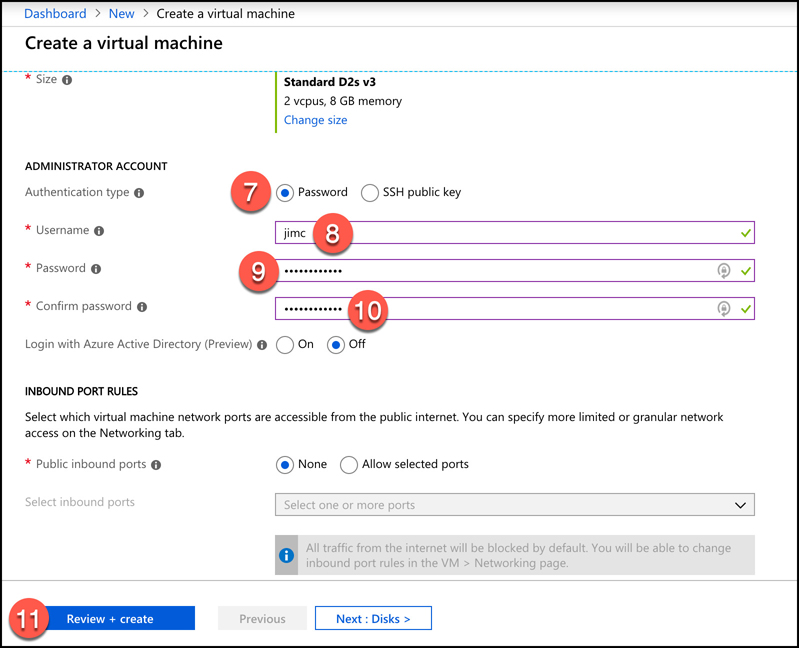 Dashboard > New > Create a virtual machine
Create a virtual machine
* Size
Standard D2s v3
2 vcpus, 8 GB memory
Change size
ADMINISTRATOR ACCOUNT
Authentication type 7 Password SSH public key
* Username jimc 8
* Password 9 ••••••••••••
* Confirm password •••••••••••• 10
Login with Azure Active Directory (Preview) On Off
INBOUND PORT RULES
Select which virtual machine network ports are accessible from the public internet. You can specify more limited or granular network
access on the Networking tab.
* Public inbound ports None Allow selected ports
Select inbound ports Select one or more ports
All traffic from the internet will be blocked by default. You will be able to change
inbound port rules in the VM > Networking page.
11 Review + create Previous Next : Disks >